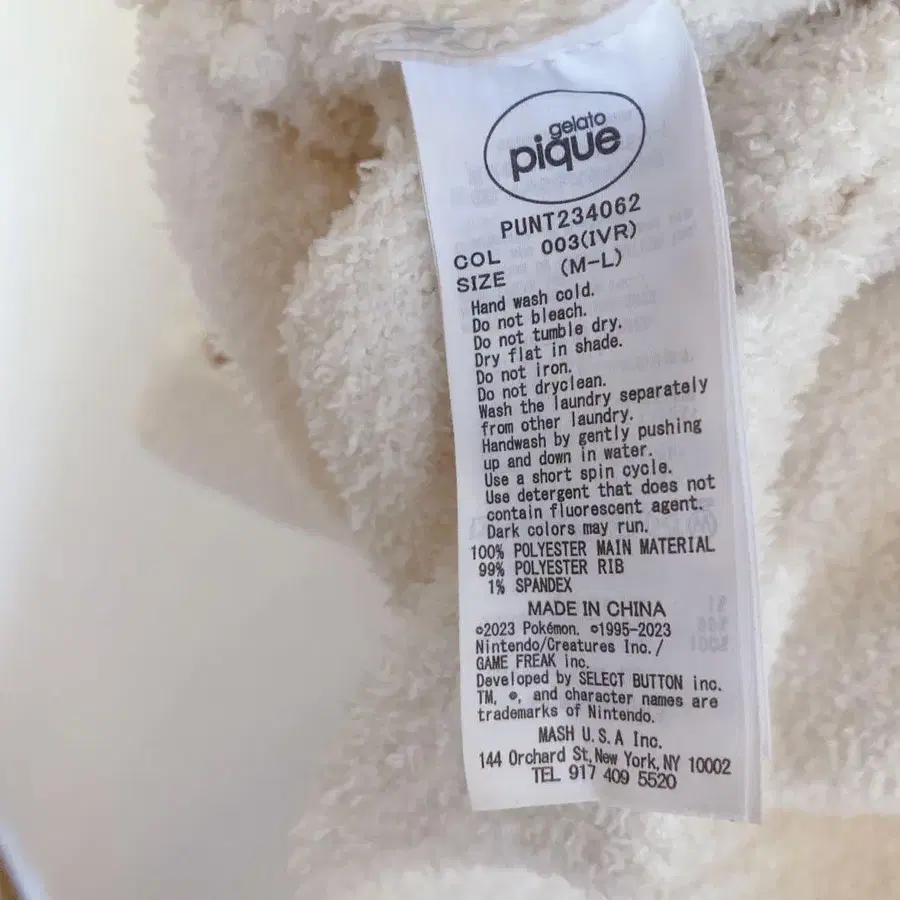 gelato
pique
PUNT234062
COL 003(IVR)
SIZE (M-L)
Hand wash cold.
Do not bleach.
Do not tumble dry.
Dry flat in shade.
Do not iron.
Do not dryclean.
Wash the laundry separately
from other laundry.
Handwash by gently pushing
up and down in water.
Use a short spin cycle.
Use detergent that does not
contain fluorescent agent.
Dark colors may run.
100% POLYESTER MAIN MATERIAL
99% POLYESTER RIB
1% SPANDEX
MADE IN CHINA
©2023 Pokémon. ©1995-2023
Nintendo/Creatures Inc./
GAME FREAK inc.
Developed by SELECT BUTTON inc.
TM, ®, and character names are
trademarks of Nintendo.
MASH U.S.A Inc.
144 Orchard St, New York, NY 10002
TEL 917 409 5520